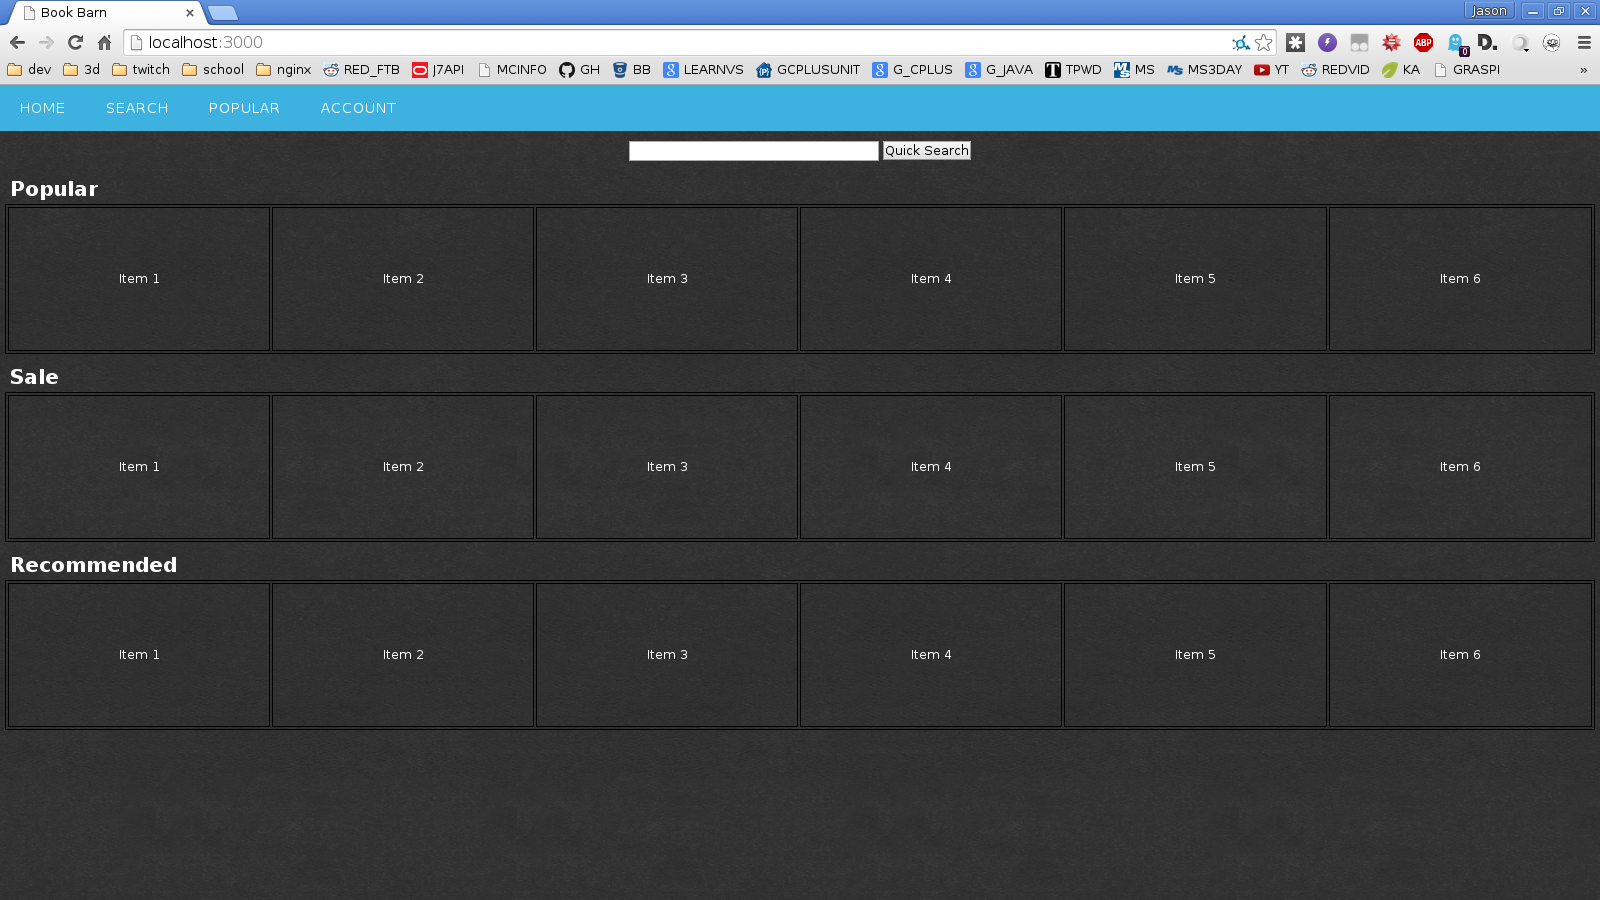 Book Barn
Jason
localhost:3000
ABP
0
D.
dev 3d twitch school nginx RED_FTB J7API MCINFO GH BB LEARNVS GCPLUSUNIT G_CPLUS G_JAVA TPWD MS MS3DAY YT REDVID KA GRASPI »
HOME SEARCH POPULAR ACCOUNT
Quick Search
Popular
Item 1 Item 2 Item 3 Item 4 Item 5 Item 6
Sale
Item 1 Item 2 Item 3 Item 4 Item 5 Item 6
Recommended
Item 1 Item 2 Item 3 Item 4 Item 5 Item 6